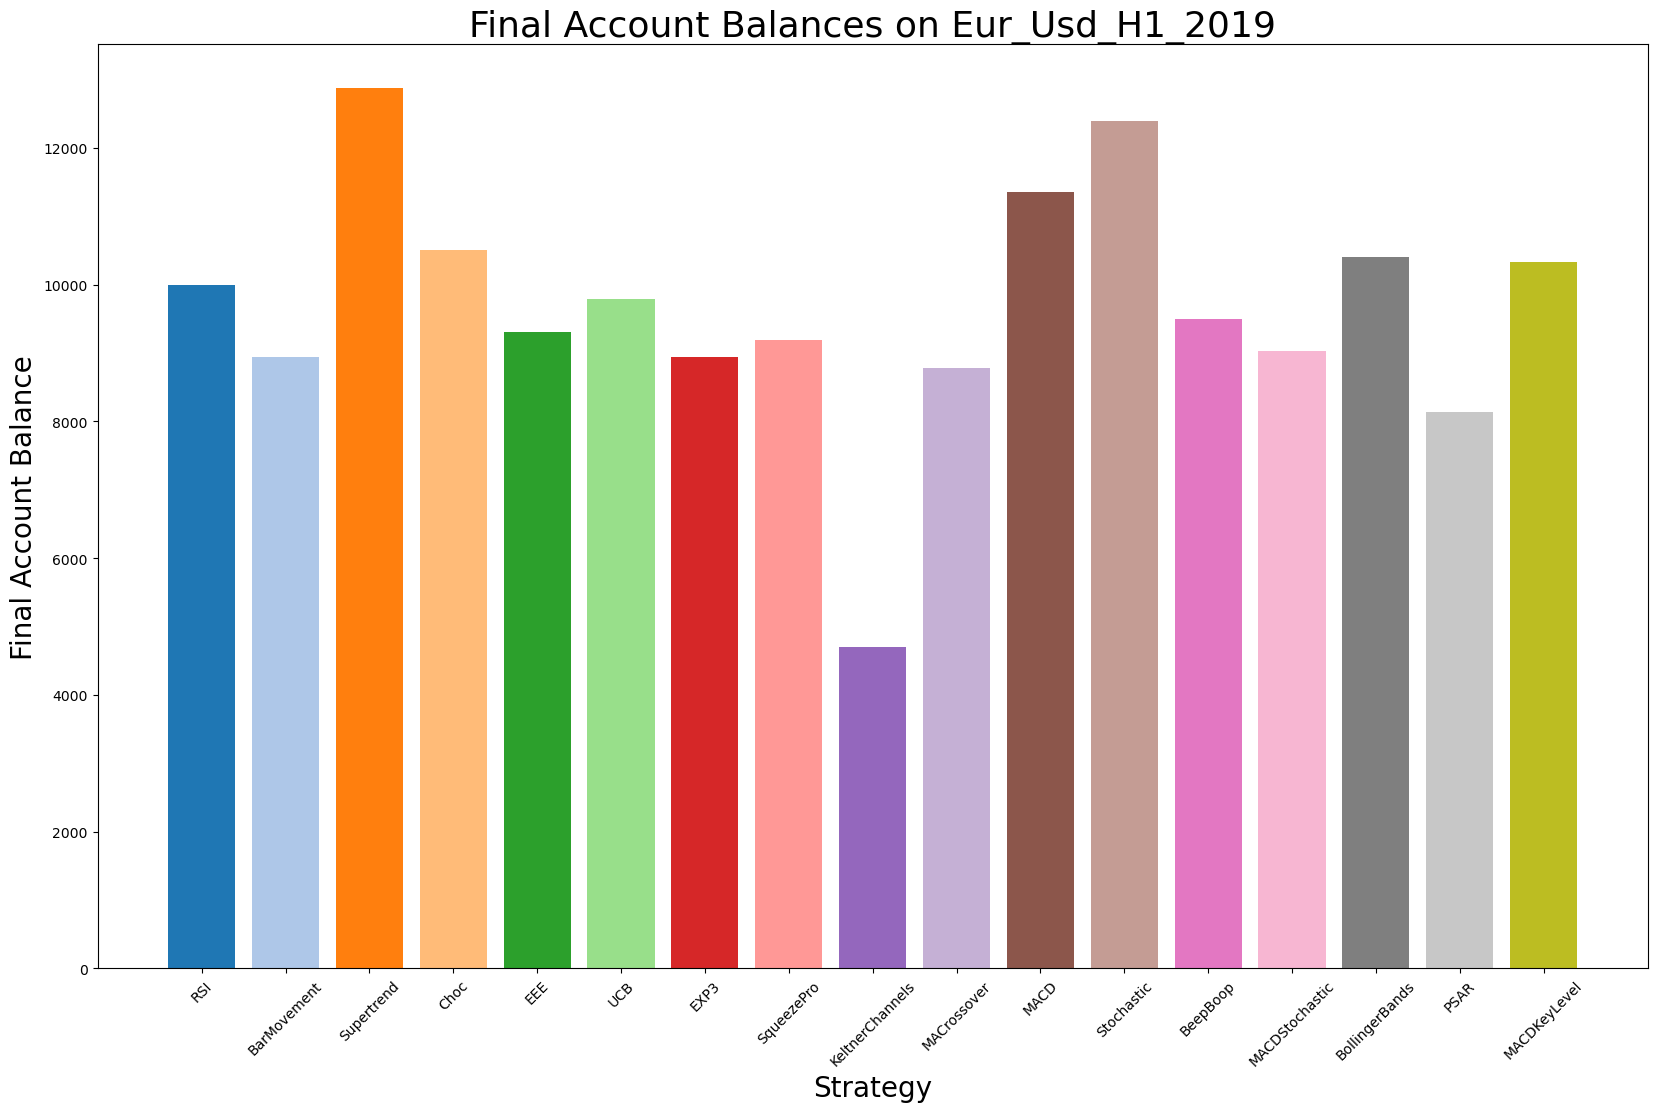 Final Account Balances on Eur_Usd_H1_2019
Final Account Balance
12000
10000
8000
6000
4000
2000
0
RSI
BarMovement
Supertrend
Choc
EEE
UCB
EXP3
SqueezePro
KeltnerChannels
MACrossover
MACD
Stochastic
BeepBoop
MACDStochastic
BollingerBands
PSAR
MACDKeyLevel
Strategy